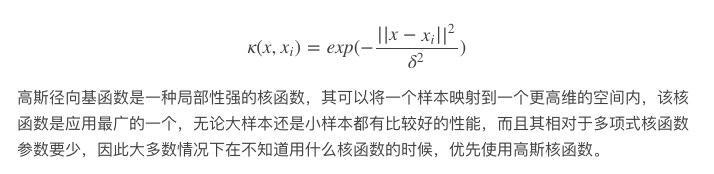 κ(x, xᵢ) = exp(−||x − xᵢ||²/δ²)
高斯径向基函数是一种局部性强的核函数，其可以将一个样本映射到一个更高维的空间内，该核
函数是应用最广的一个，无论大样本还是小样本都有比较好的性能，而且其相对于多项式核函数
参数要少，因此大多数情况下在不知道用什么核函数的时候，优先使用高斯核函数。